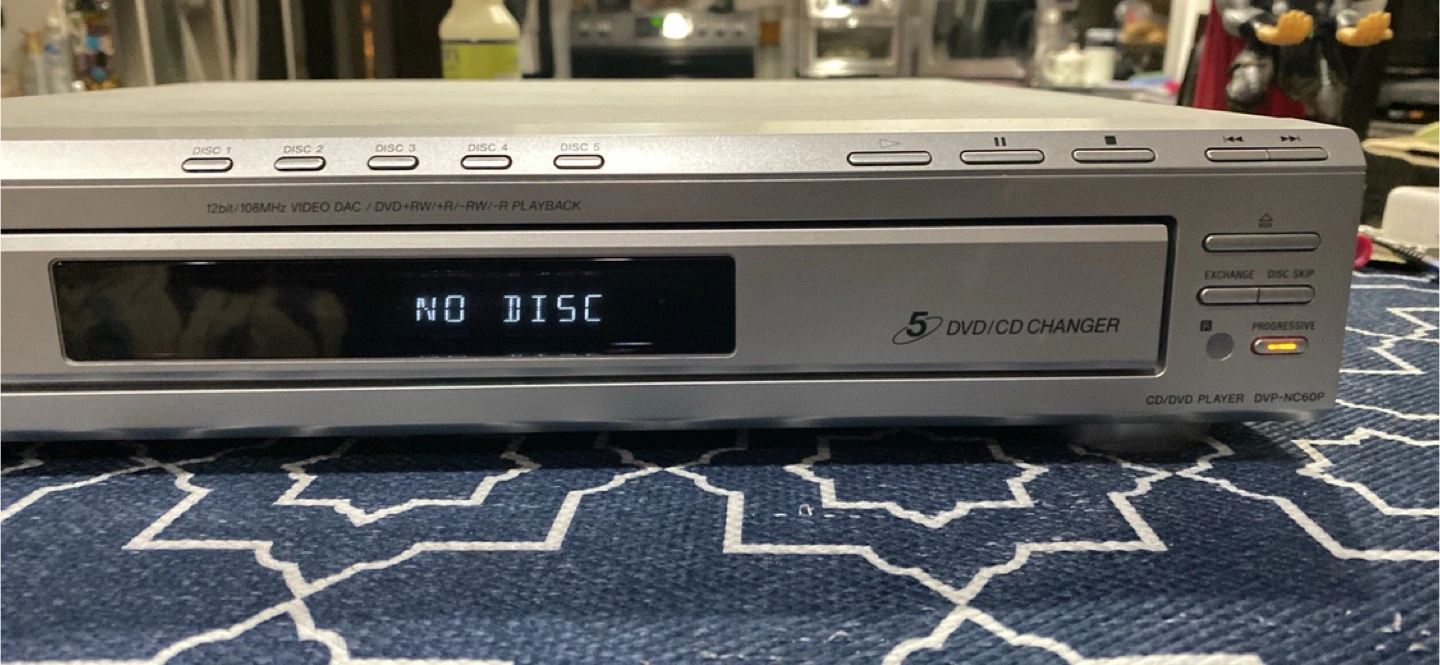 DISC 1 DISC 2 DISC 3 DISC 4 DISC 5
12bit/108MHz VIDEO DAC / DVD+RW/+R/-RW/-R PLAYBACK
NO DISC
5 DVD/CD CHANGER
EXCHANGE DISC SKIP
PROGRESSIVE
CD/DVD PLAYER DVP-NC60P